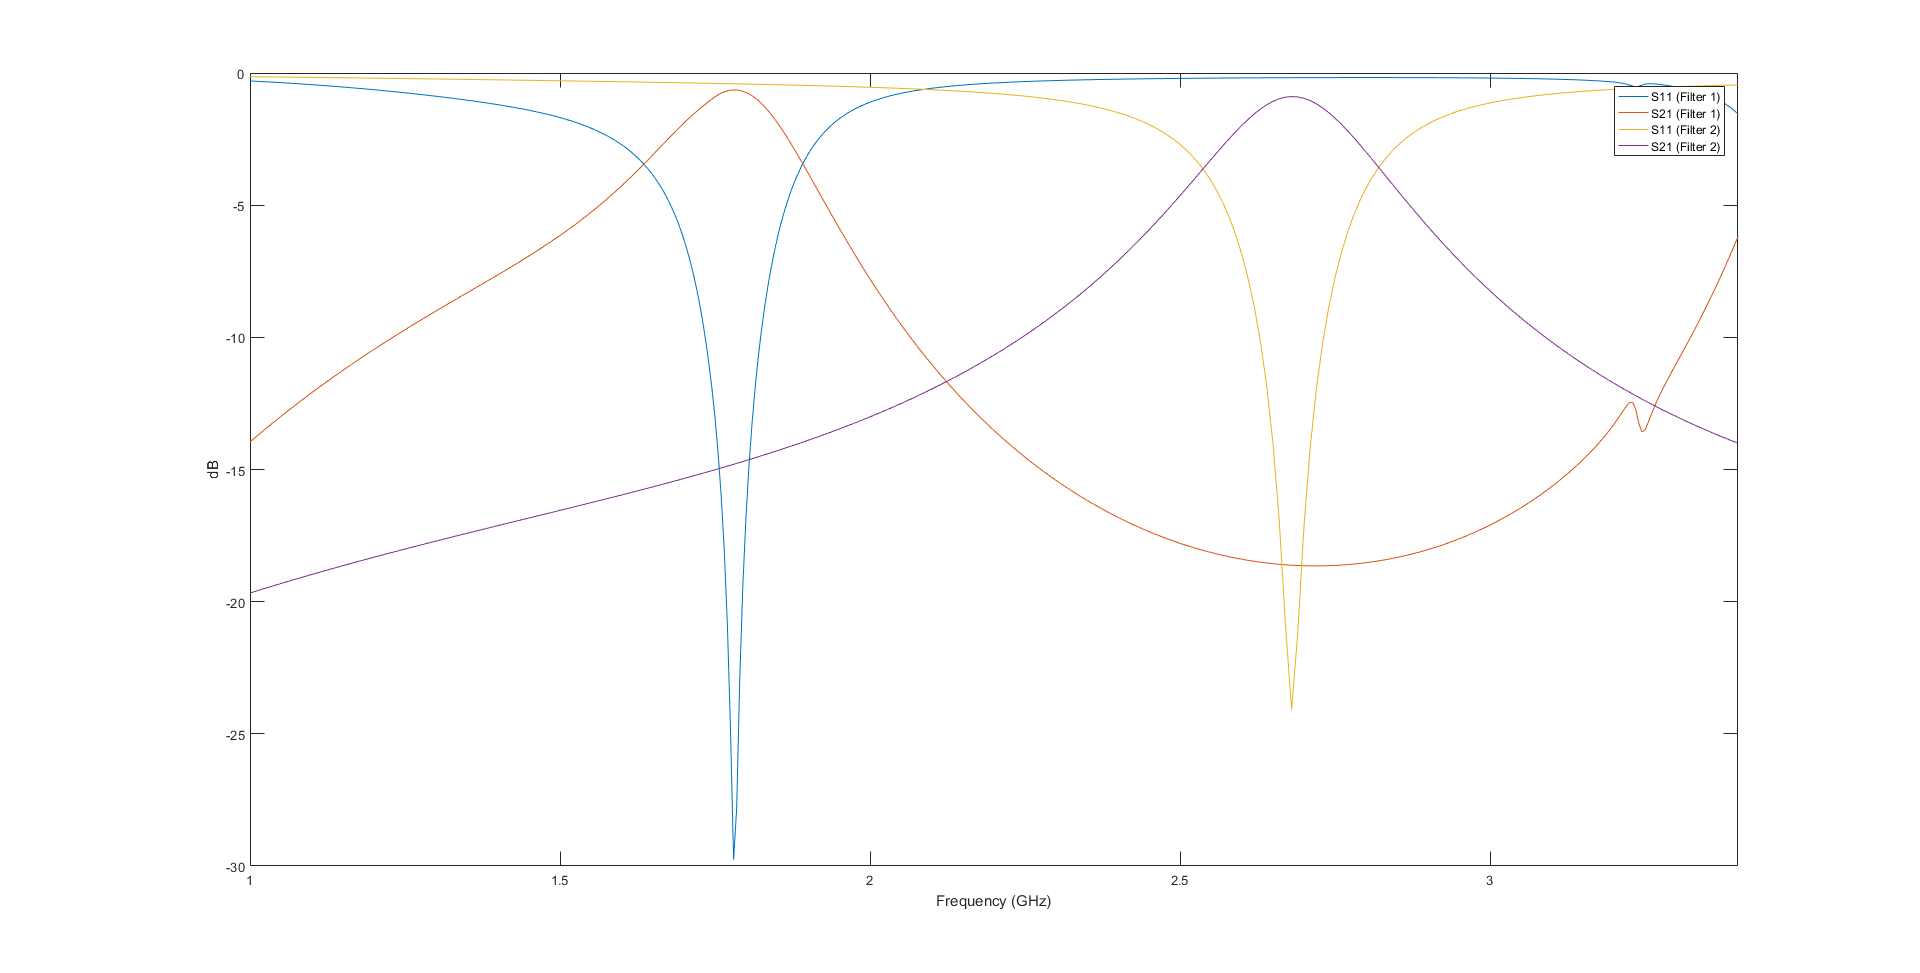 0
-5
-10
-15
-20
-25
-30
dB
1
1.5
2
2.5
3
Frequency (GHz)
S11 (Filter 1)
S21 (Filter 1)
S11 (Filter 2)
S21 (Filter 2)